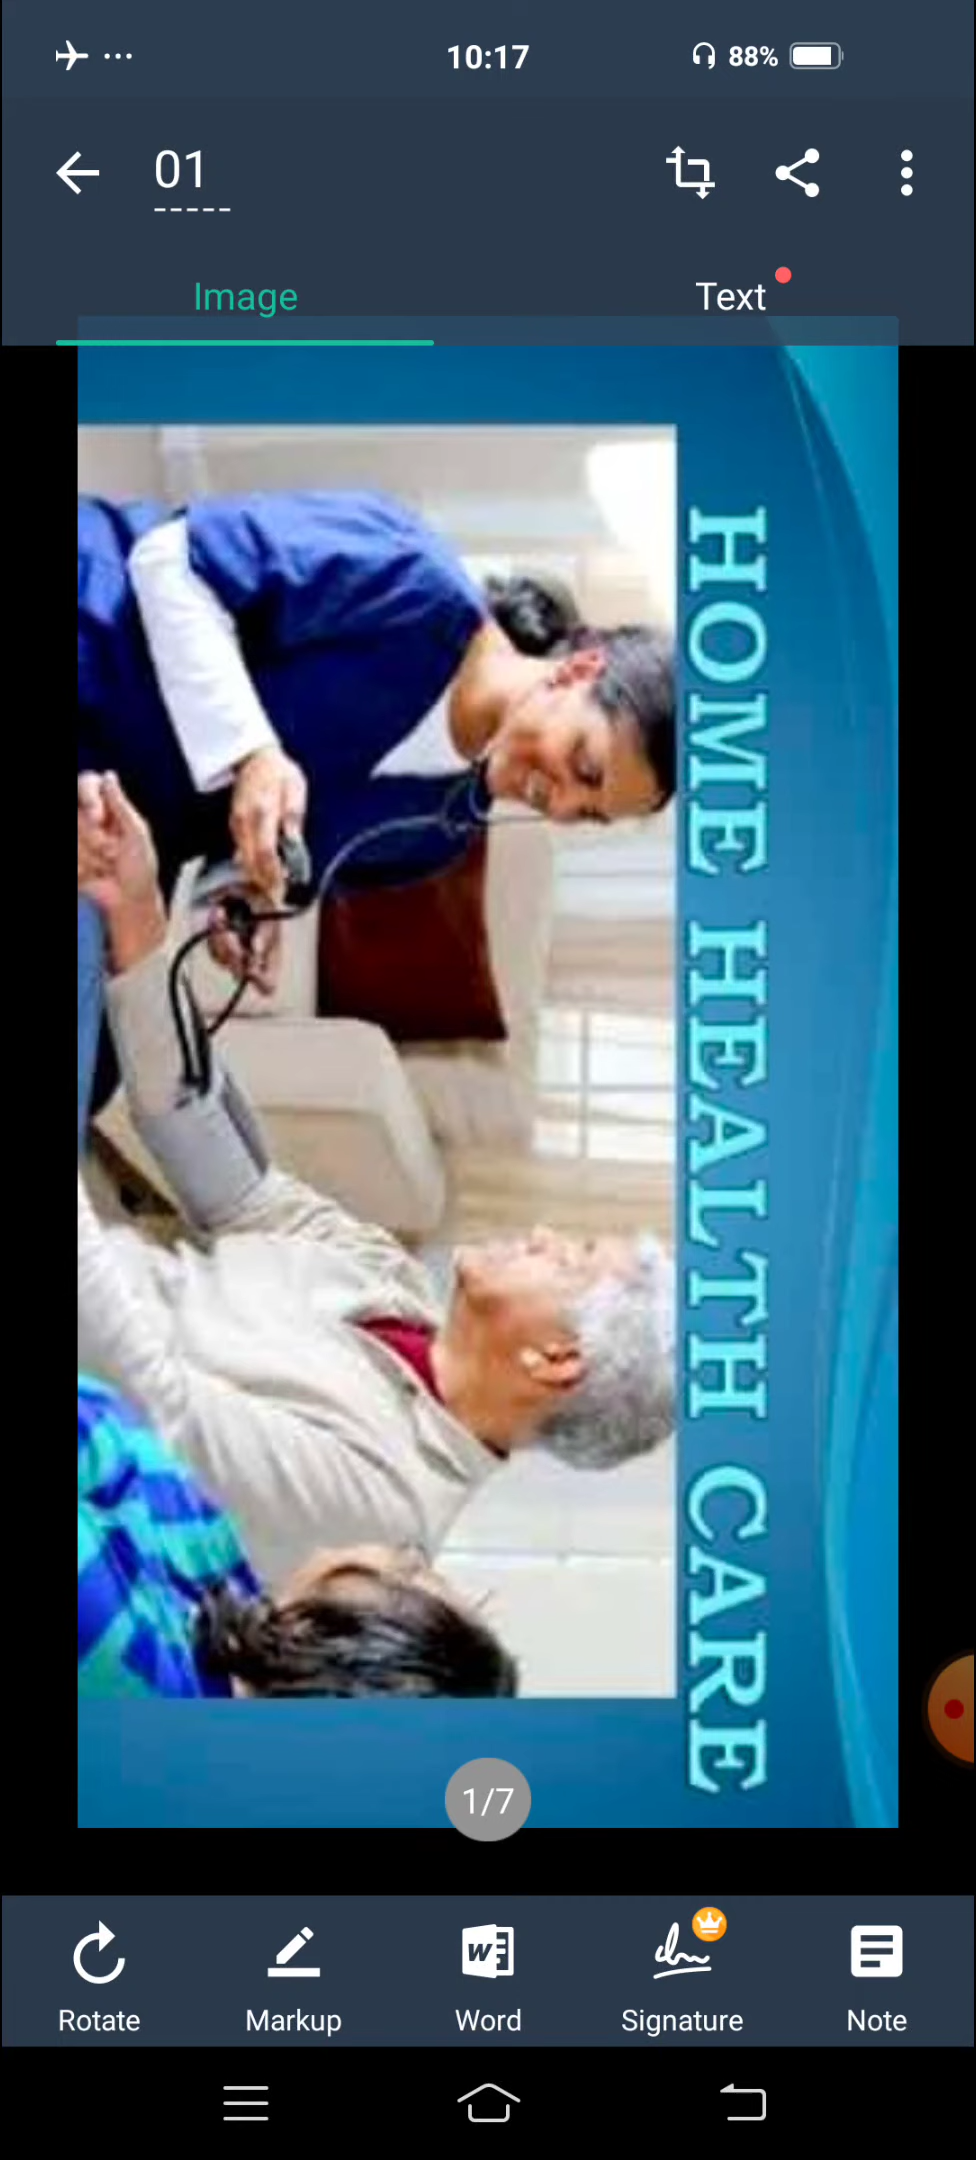 10:17
88%
01
Image
Text
HOME HEALTH CARE
1/7
Rotate
Markup
Word
Signature
Note